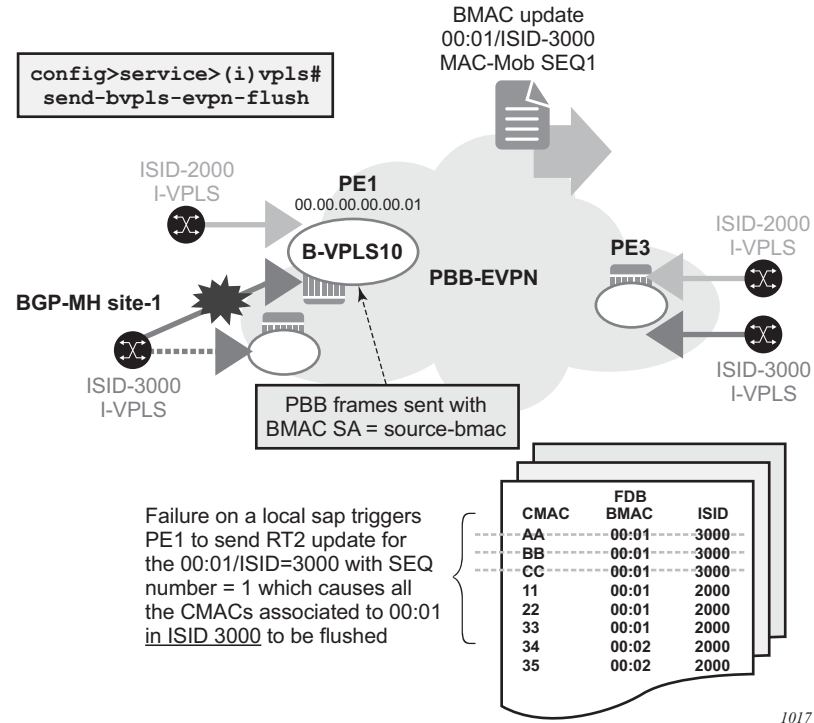 BMAC update
00:01/ISID-3000
MAC-Mob SEQ1
config>service>(i)vpls#
send-bvpls-evpn-flush
ISID-2000
I-VPLS
PE1
00.00.00.00.00.01
B-VPLS10
PBB-EVPN
PE3
ISID-2000
I-VPLS
BGP-MH site-1
ISID-3000
I-VPLS
ISID-3000
I-VPLS
PBB frames sent with
BMAC SA = source-bmac
Failure on a local sap triggers
PE1 to send RT2 update for
the 00:01/ISID=3000 with SEQ
number = 1 which causes all
the CMACs associated to 00:01
in ISID 3000 to be flushed
FDB
CMAC BMAC ISID
AA 00:01 3000
BB 00:01 3000
CC 00:01 3000
11 00:01 2000
22 00:01 2000
33 00:01 2000
34 00:02 2000
35 00:02 2000
1017